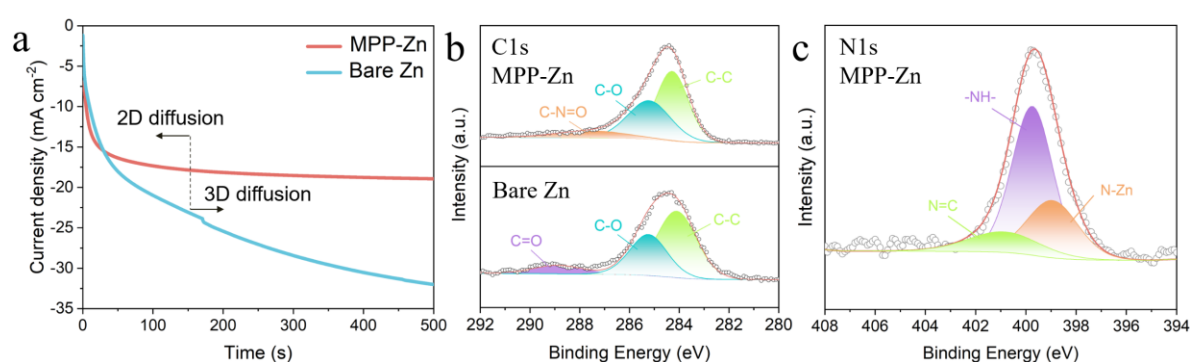 a
MPP-Zn
Bare Zn
2D diffusion
3D diffusion
Current density (mA cm⁻²)
0
-5
-10
-15
-20
-25
-30
-35
0
100
200
300
400
500
Time (s)
b
C1s
MPP-Zn
C-C
C-O
C-N=O
Bare Zn
C-C
C-O
C=O
Intensity (a.u.)
292
290
288
286
284
282
280
Binding Energy (eV)
c
N1s
MPP-Zn
-NH-
N-Zn
N=C
Intensity (a.u.)
408
406
404
402
400
398
396
394
Binding Energy (eV)